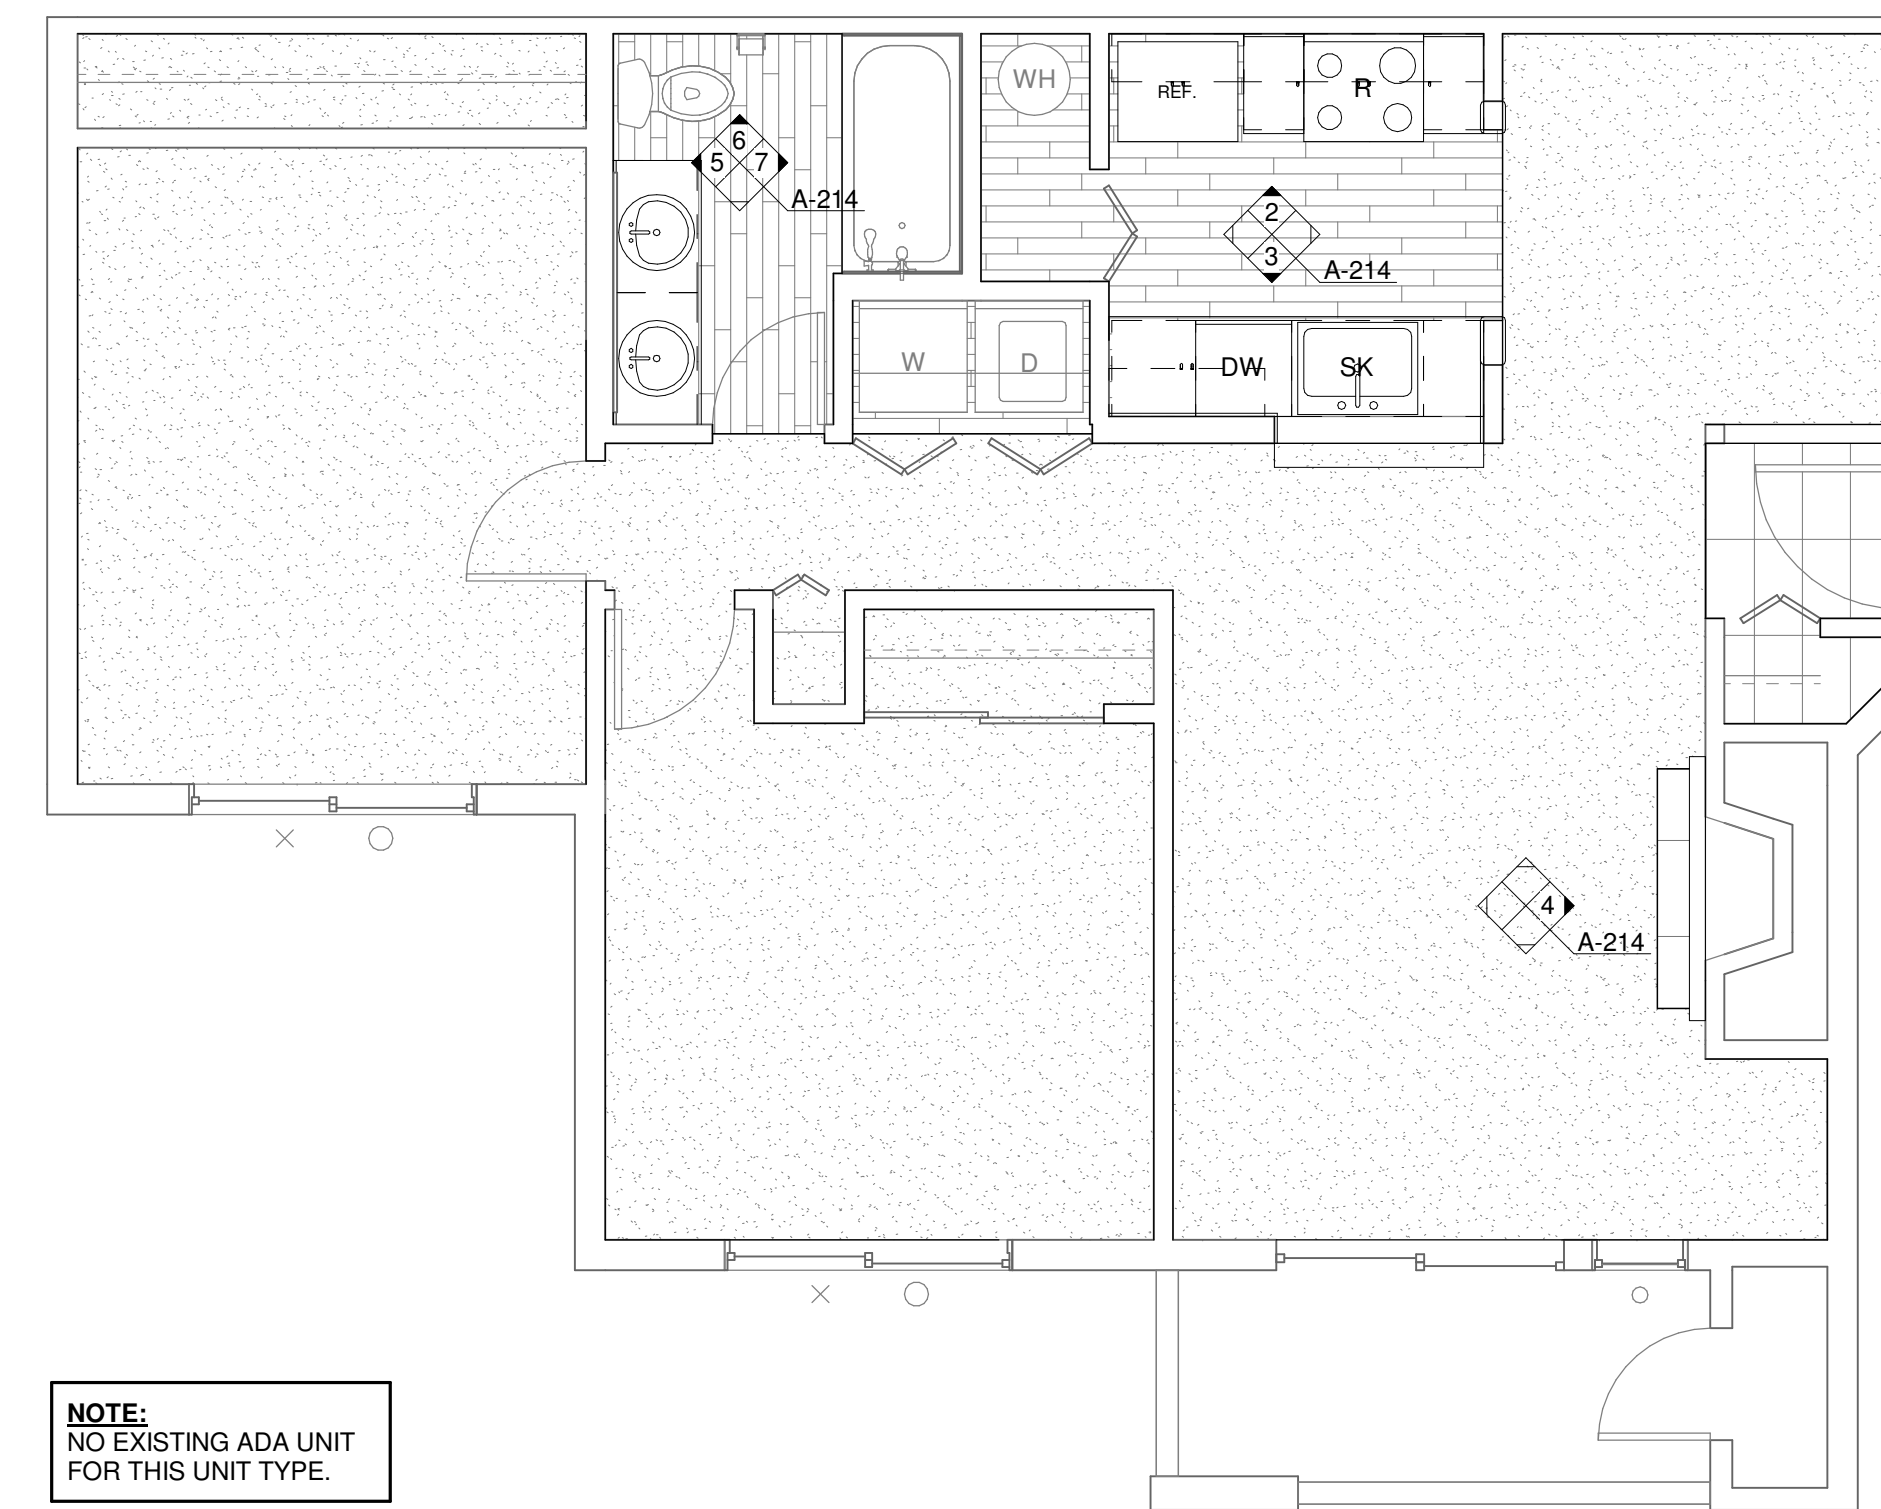 WH
REF.
R
6
5 7
A-214
2
3
A-214
W
D
DW
SK
4
A-214
NOTE:
NO EXISTING ADA UNIT
FOR THIS UNIT TYPE.